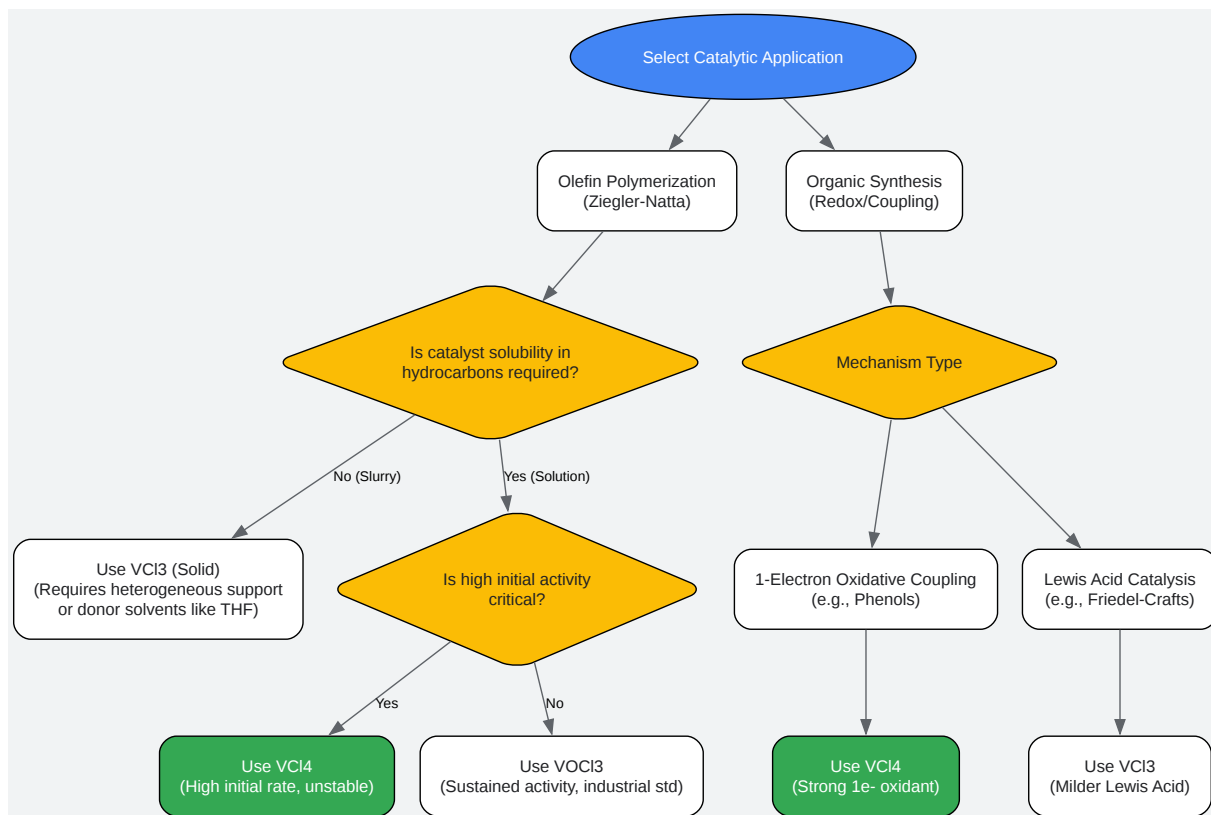 Select Catalytic Application
Olefin Polymerization
(Ziegler-Natta)
Organic Synthesis
(Redox/Coupling)
Is catalyst solubility in
hydrocarbons required?
Mechanism Type
No (Slurry)
Yes (Solution)
Use VCl3 (Solid)
(Requires heterogeneous support
or donor solvents like THF)
Is high initial activity
critical?
1-Electron Oxidative Coupling
(e.g., Phenols)
Lewis Acid Catalysis
(e.g., Friedel-Crafts)
Yes
No
Use VCl4
(High initial rate, unstable)
Use VOCl3
(Sustained activity, industrial std)
Use VCl4
(Strong 1e- oxidant)
Use VCl3
(Milder Lewis Acid)